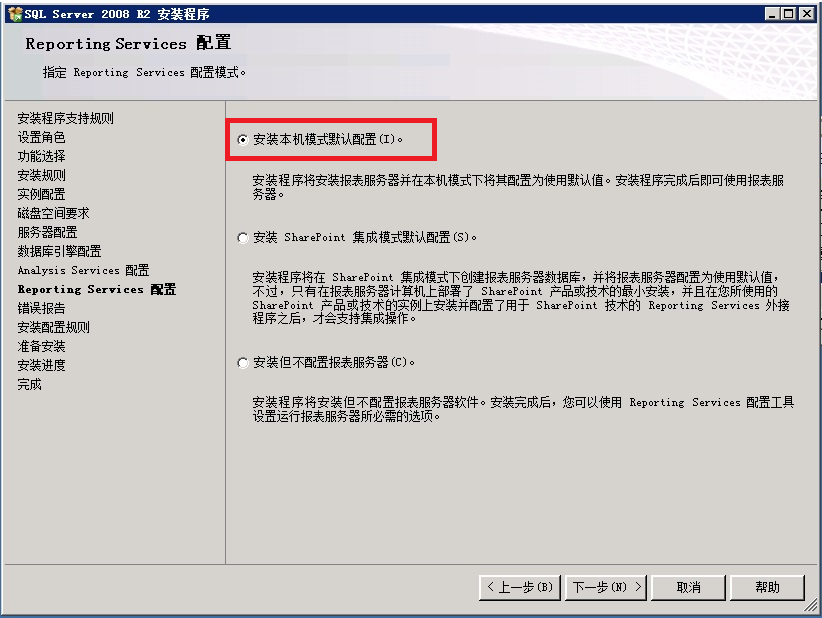 SQL Server 2008 R2 安装程序
Reporting Services 配置
指定 Reporting Services 配置模式。
安装程序支持规则
设置角色
功能选择
安装规则
实例配置
磁盘空间要求
服务器配置
数据库引擎配置
Analysis Services 配置
Reporting Services 配置
错误报告
安装配置规则
准备安装
安装进度
完成
安装本机模式默认配置(I)。
安装程序将安装报表服务器并在本机模式下将其配置为使用默认值。安装程序完成后即可使用报表服
务器。
安装 SharePoint 集成模式默认配置(S)。
安装程序将在 SharePoint 集成模式下创建报表服务器数据库，并将报表服务器配置为使用默认值，
不过，只有在报表服务器计算机上部署了 SharePoint 产品或技术的最小安装，并且在您所使用的
SharePoint 产品或技术的实例上安装并配置了用于 SharePoint 技术的 Reporting Services 外接
程序之后，才会支持集成操作。
安装但不配置报表服务器(C)。
安装程序将安装但不配置报表服务器软件。安装完成后，您可以使用 Reporting Services 配置工具
设置运行报表服务器所必需的选项。
< 上一步(B)
下一步(N) >
取消
帮助